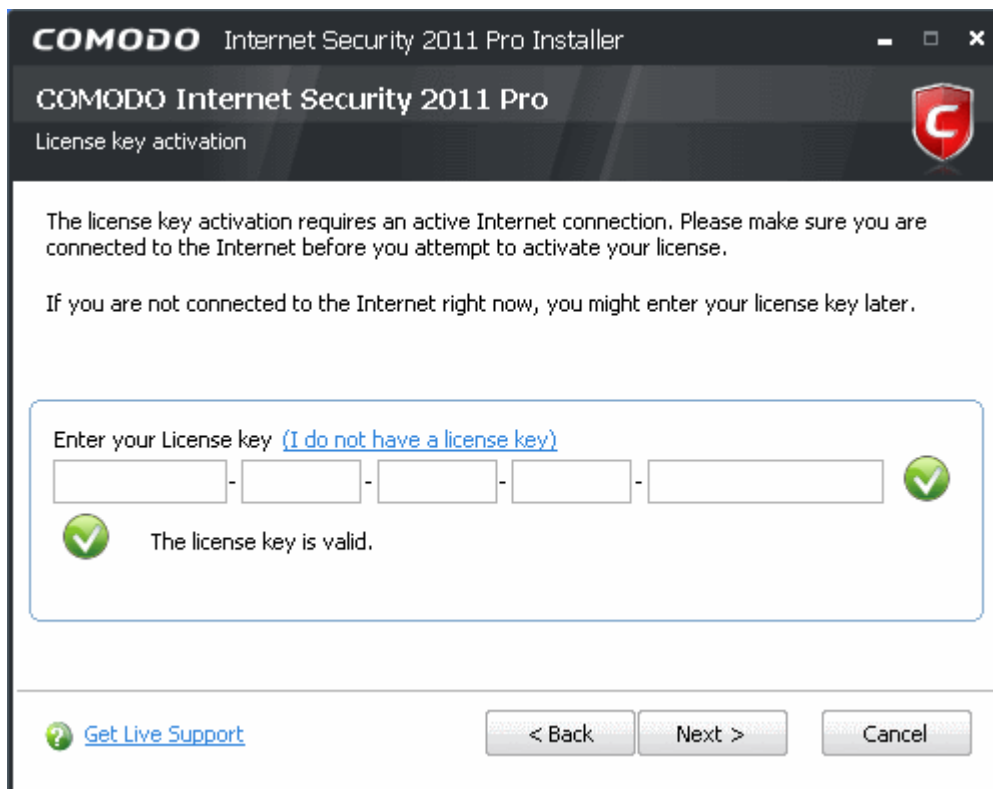 COMODO Internet Security 2011 Pro Installer
COMODO Internet Security 2011 Pro
License key activation
The license key activation requires an active Internet connection. Please make sure you are
connected to the Internet before you attempt to activate your license.
If you are not connected to the Internet right now, you might enter your license key later.
Enter your License key (I do not have a license key)
- - - -
The license key is valid.
Get Live Support
< Back
Next >
Cancel